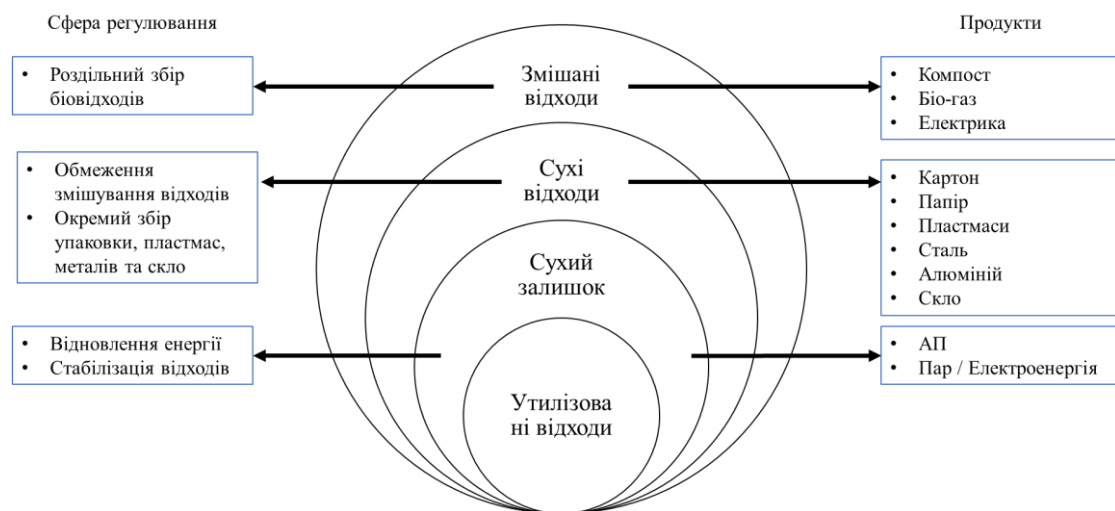 Сфера регулювання
Продукти
• Роздільний збір
біовідходів
Змішані
відходи
• Компост
• Біо-газ
• Електрика
• Обмеження
змішування відходів
• Окремий збір
упаковки, пластмас,
металів та скло
Сухі
відходи
• Картон
• Папір
• Пластмаси
• Сталь
• Алюміній
• Скло
Сухий
залишок
• Відновлення енергії
• Стабілізація відходів
• АП
• Пар / Електроенергія
Утилізова
ні відходи